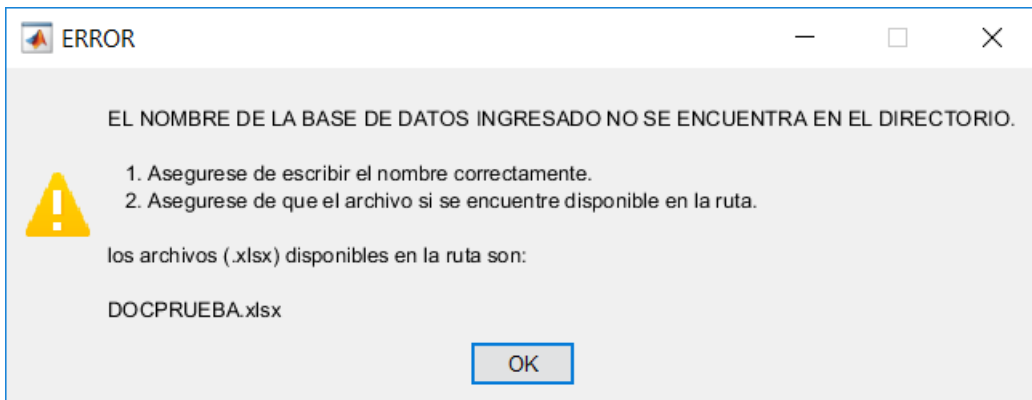 ERROR
EL NOMBRE DE LA BASE DE DATOS INGRESADO NO SE ENCUENTRA EN EL DIRECTORIO.
1. Asegurese de escribir el nombre correctamente.
2. Asegurese de que el archivo si se encuentre disponible en la ruta.
los archivos (.xlsx) disponibles en la ruta son:
DOCPRUEBA.xlsx
OK